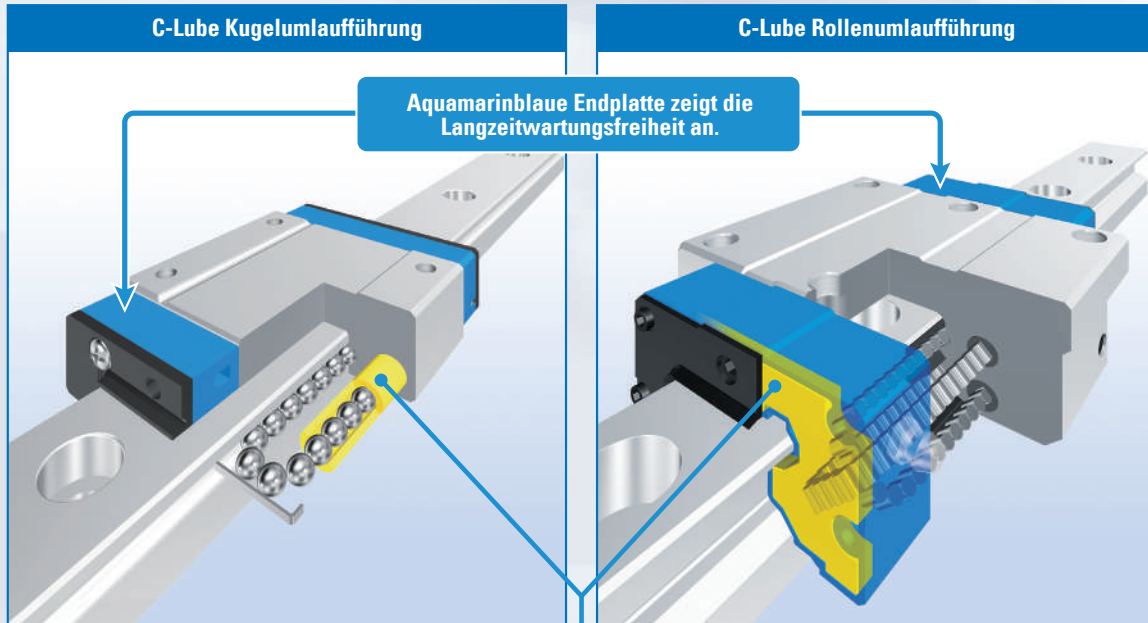 C-Lube Kugelumlaufführung
C-Lube Rollenumlaufführung
Aquamarinblaue Endplatte zeigt die
Langzeitwartungsfreiheit an.